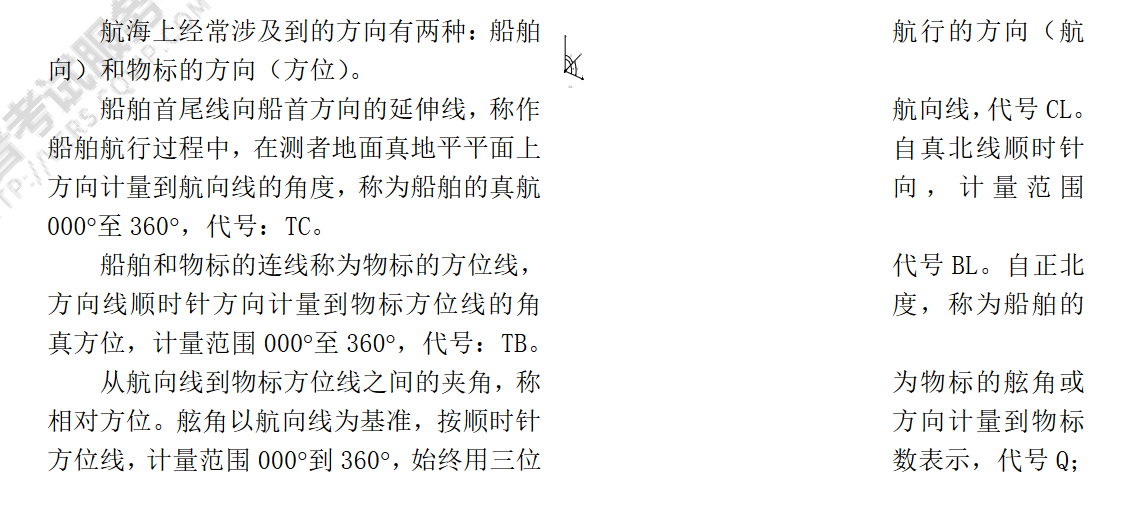 航海上经常涉及到的方向有两种：船舶航行的方向（航
向）和物标的方向（方位）。
船舶首尾线向船首方向的延伸线，称作航向线，代号 CL。
船舶航行过程中，在测者地面真地平平面上自真北线顺时针
方向计量到航向线的角度，称为船舶的真航向，计量范围
000°至 360°，代号：TC。
船舶和物标的连线称为物标的方位线，代号 BL。自正北
方向线顺时针方向计量到物标方位线的角度，称为船舶的
真方位，计量范围 000°至 360°，代号：TB。
从航向线到物标方位线之间的夹角，称为物标的舷角或
相对方位。舷角以航向线为基准，按顺时针方向计量到物标
方位线，计量范围 000°到 360°，始终用三位数表示，代号 Q；
考试服务